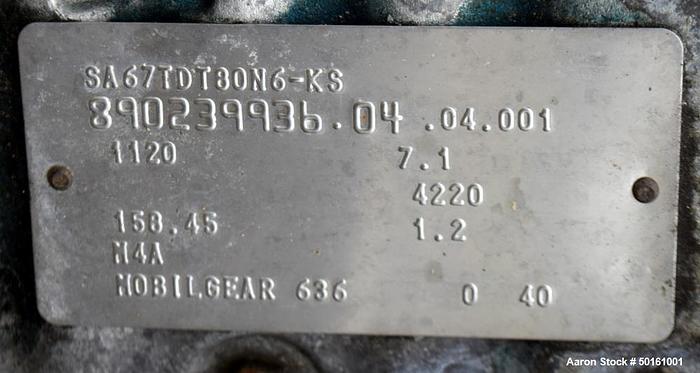 SA67TDT80N6-KS
890239936.04 .04.001
1120 7.1
4220
158.45 1.2
M4A
MOBILGEAR 636 0 40
Aaron Stock # 50161001